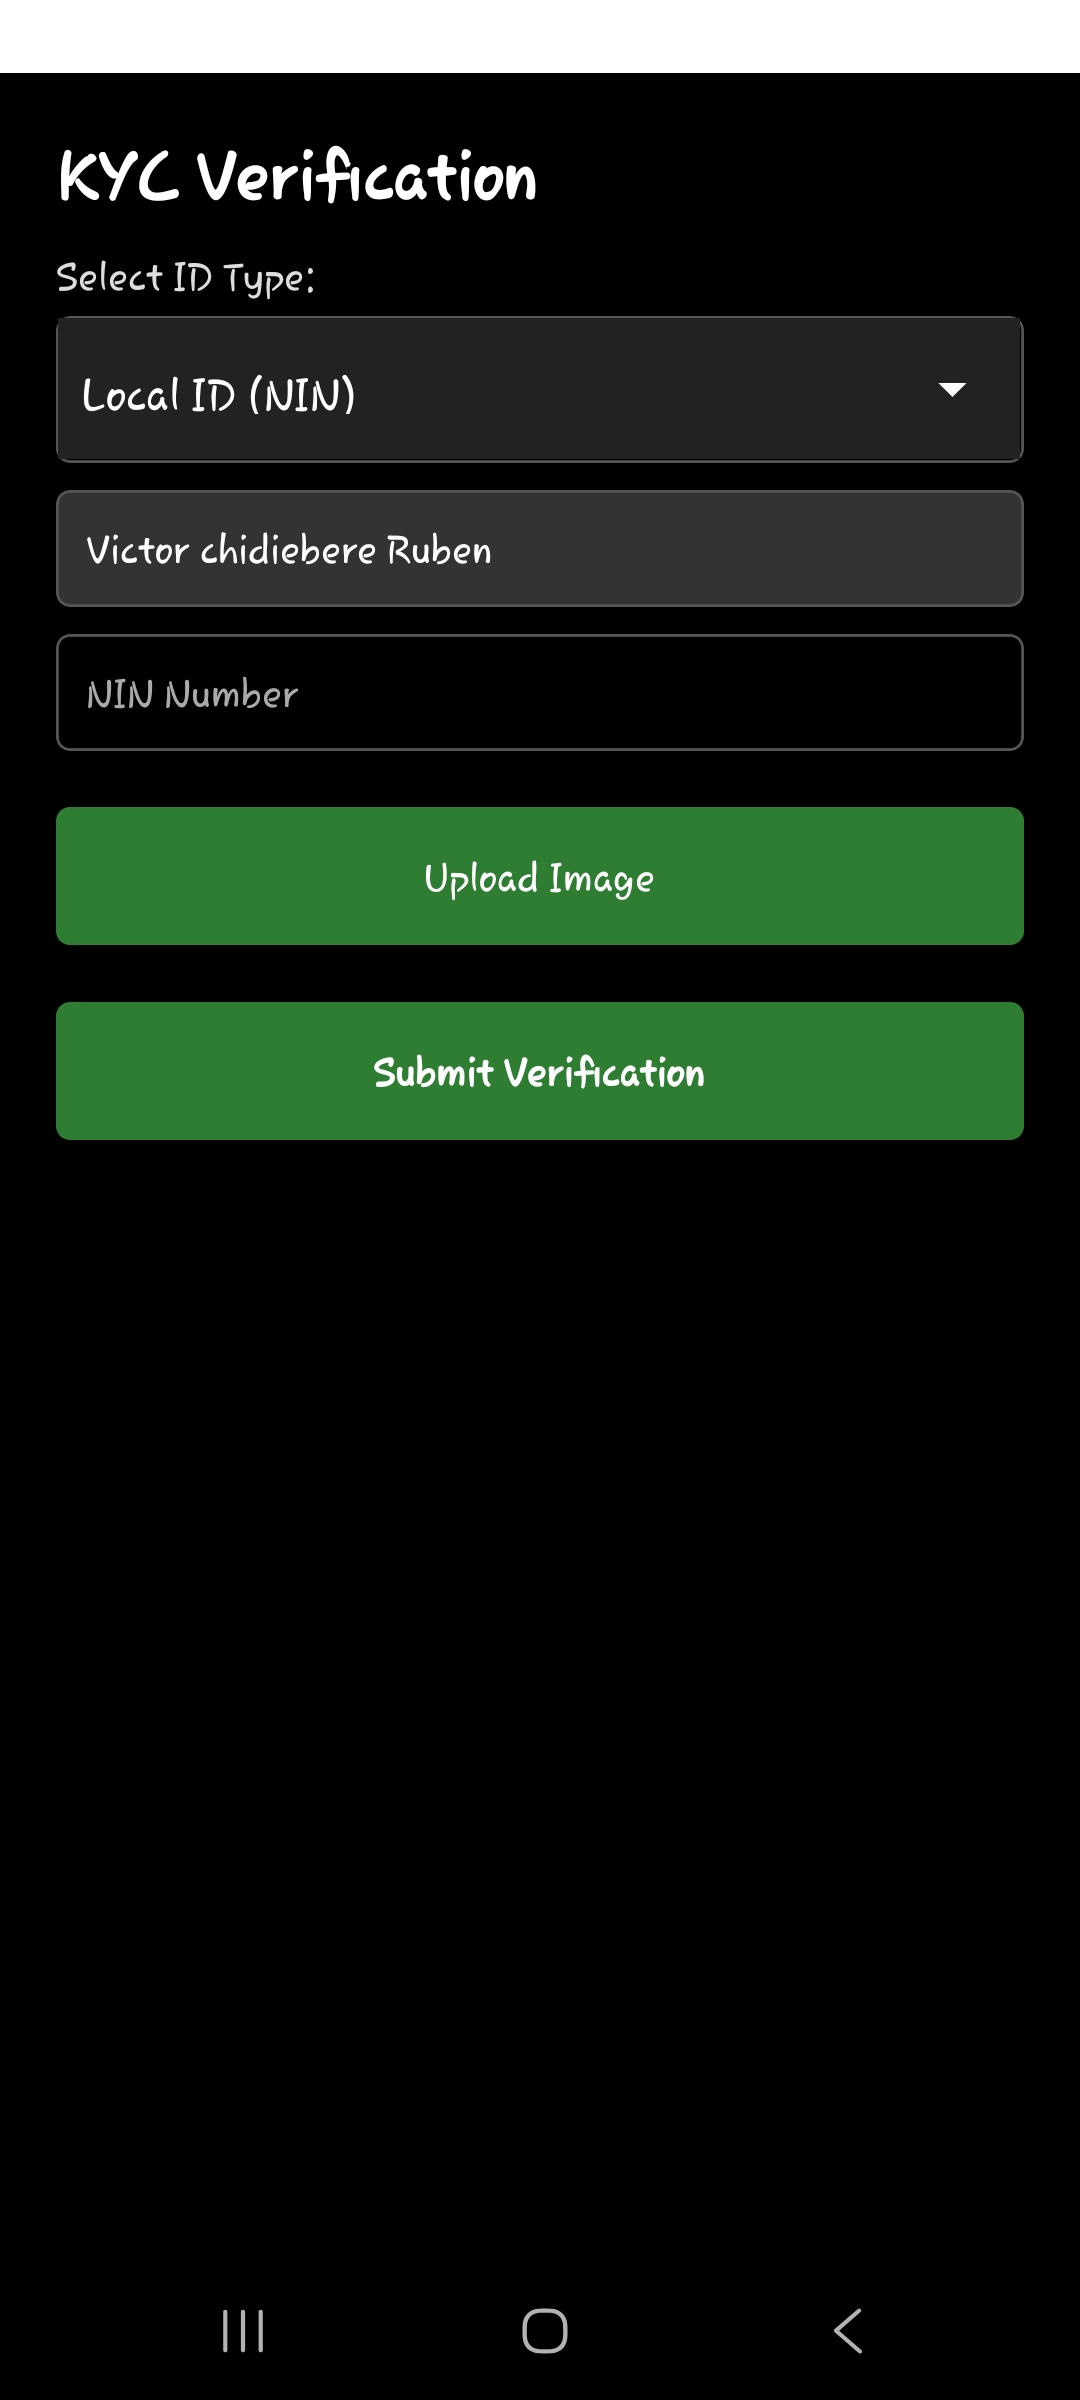 KYC Verification
Select ID Type:
Local ID (NIN)
Victor chidiebere Ruben
NIN Number
Upload Image
Submit Verification